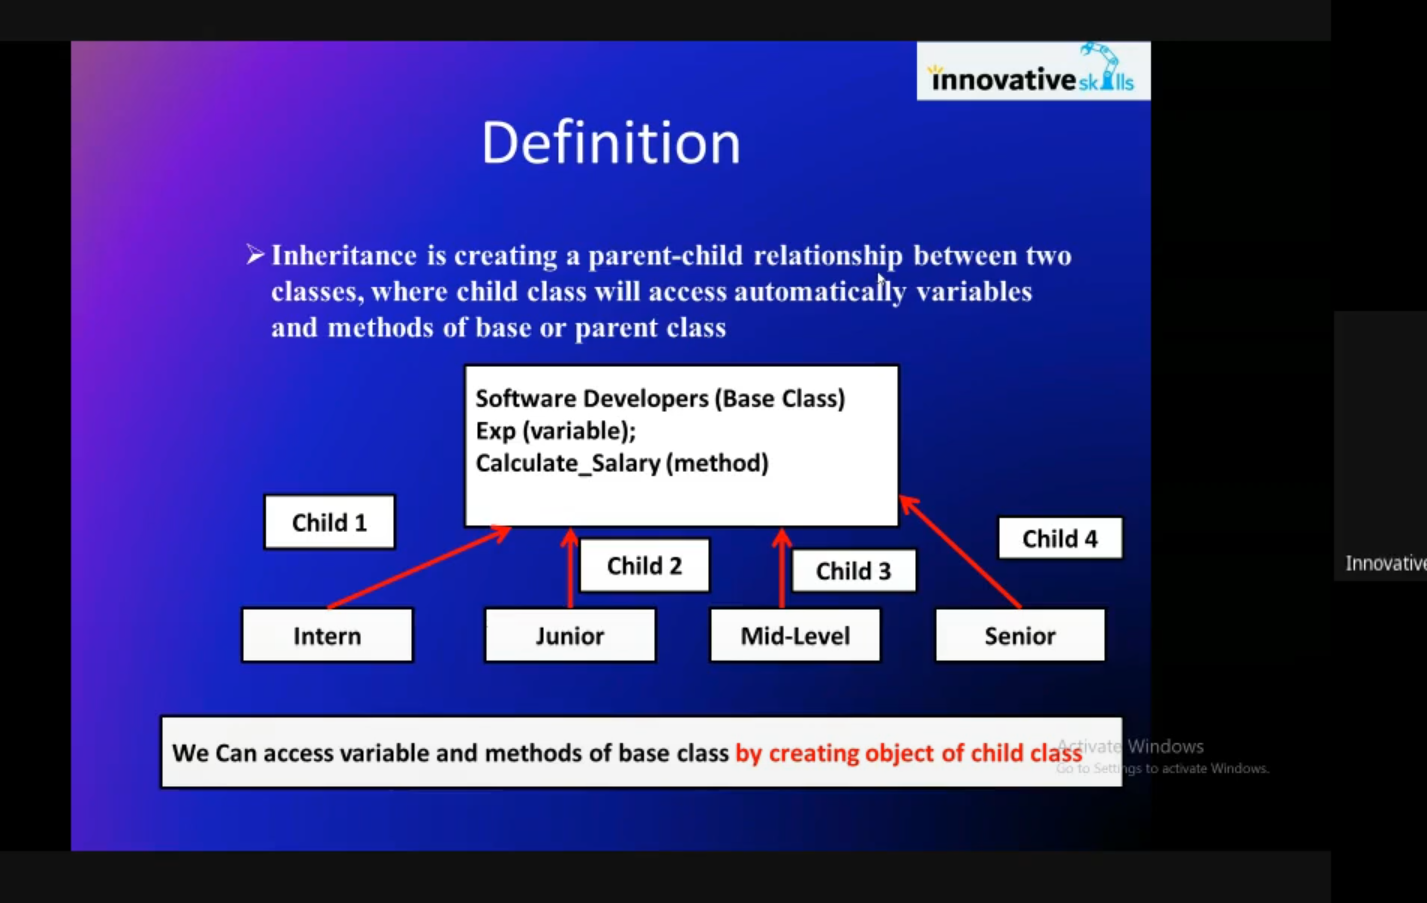 innovative skills
Definition
➢ Inheritance is creating a parent-child relationship between two
classes, where child class will access automatically variables
and methods of base or parent class
Software Developers (Base Class)
Exp (variable);
Calculate_Salary (method)
Child 1
Child 2
Child 3
Child 4
Intern
Junior
Mid-Level
Senior
We Can access variable and methods of base class by creating object of child class
Activate Windows
Go to Settings to activate Windows.
Innovative